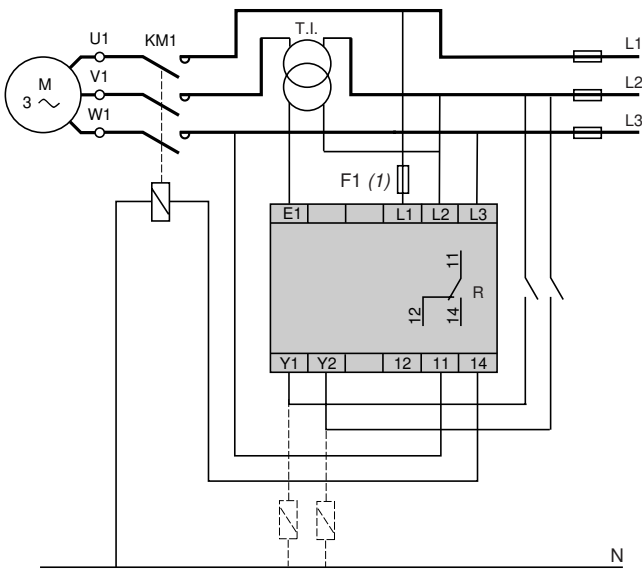 T.I.
U1 KM1 L1
M
3
V1 L2
W1 L3
F1 (1)
E1 L1 L2 L3
11
R
12 14
Y1 Y2 12 11 14
N